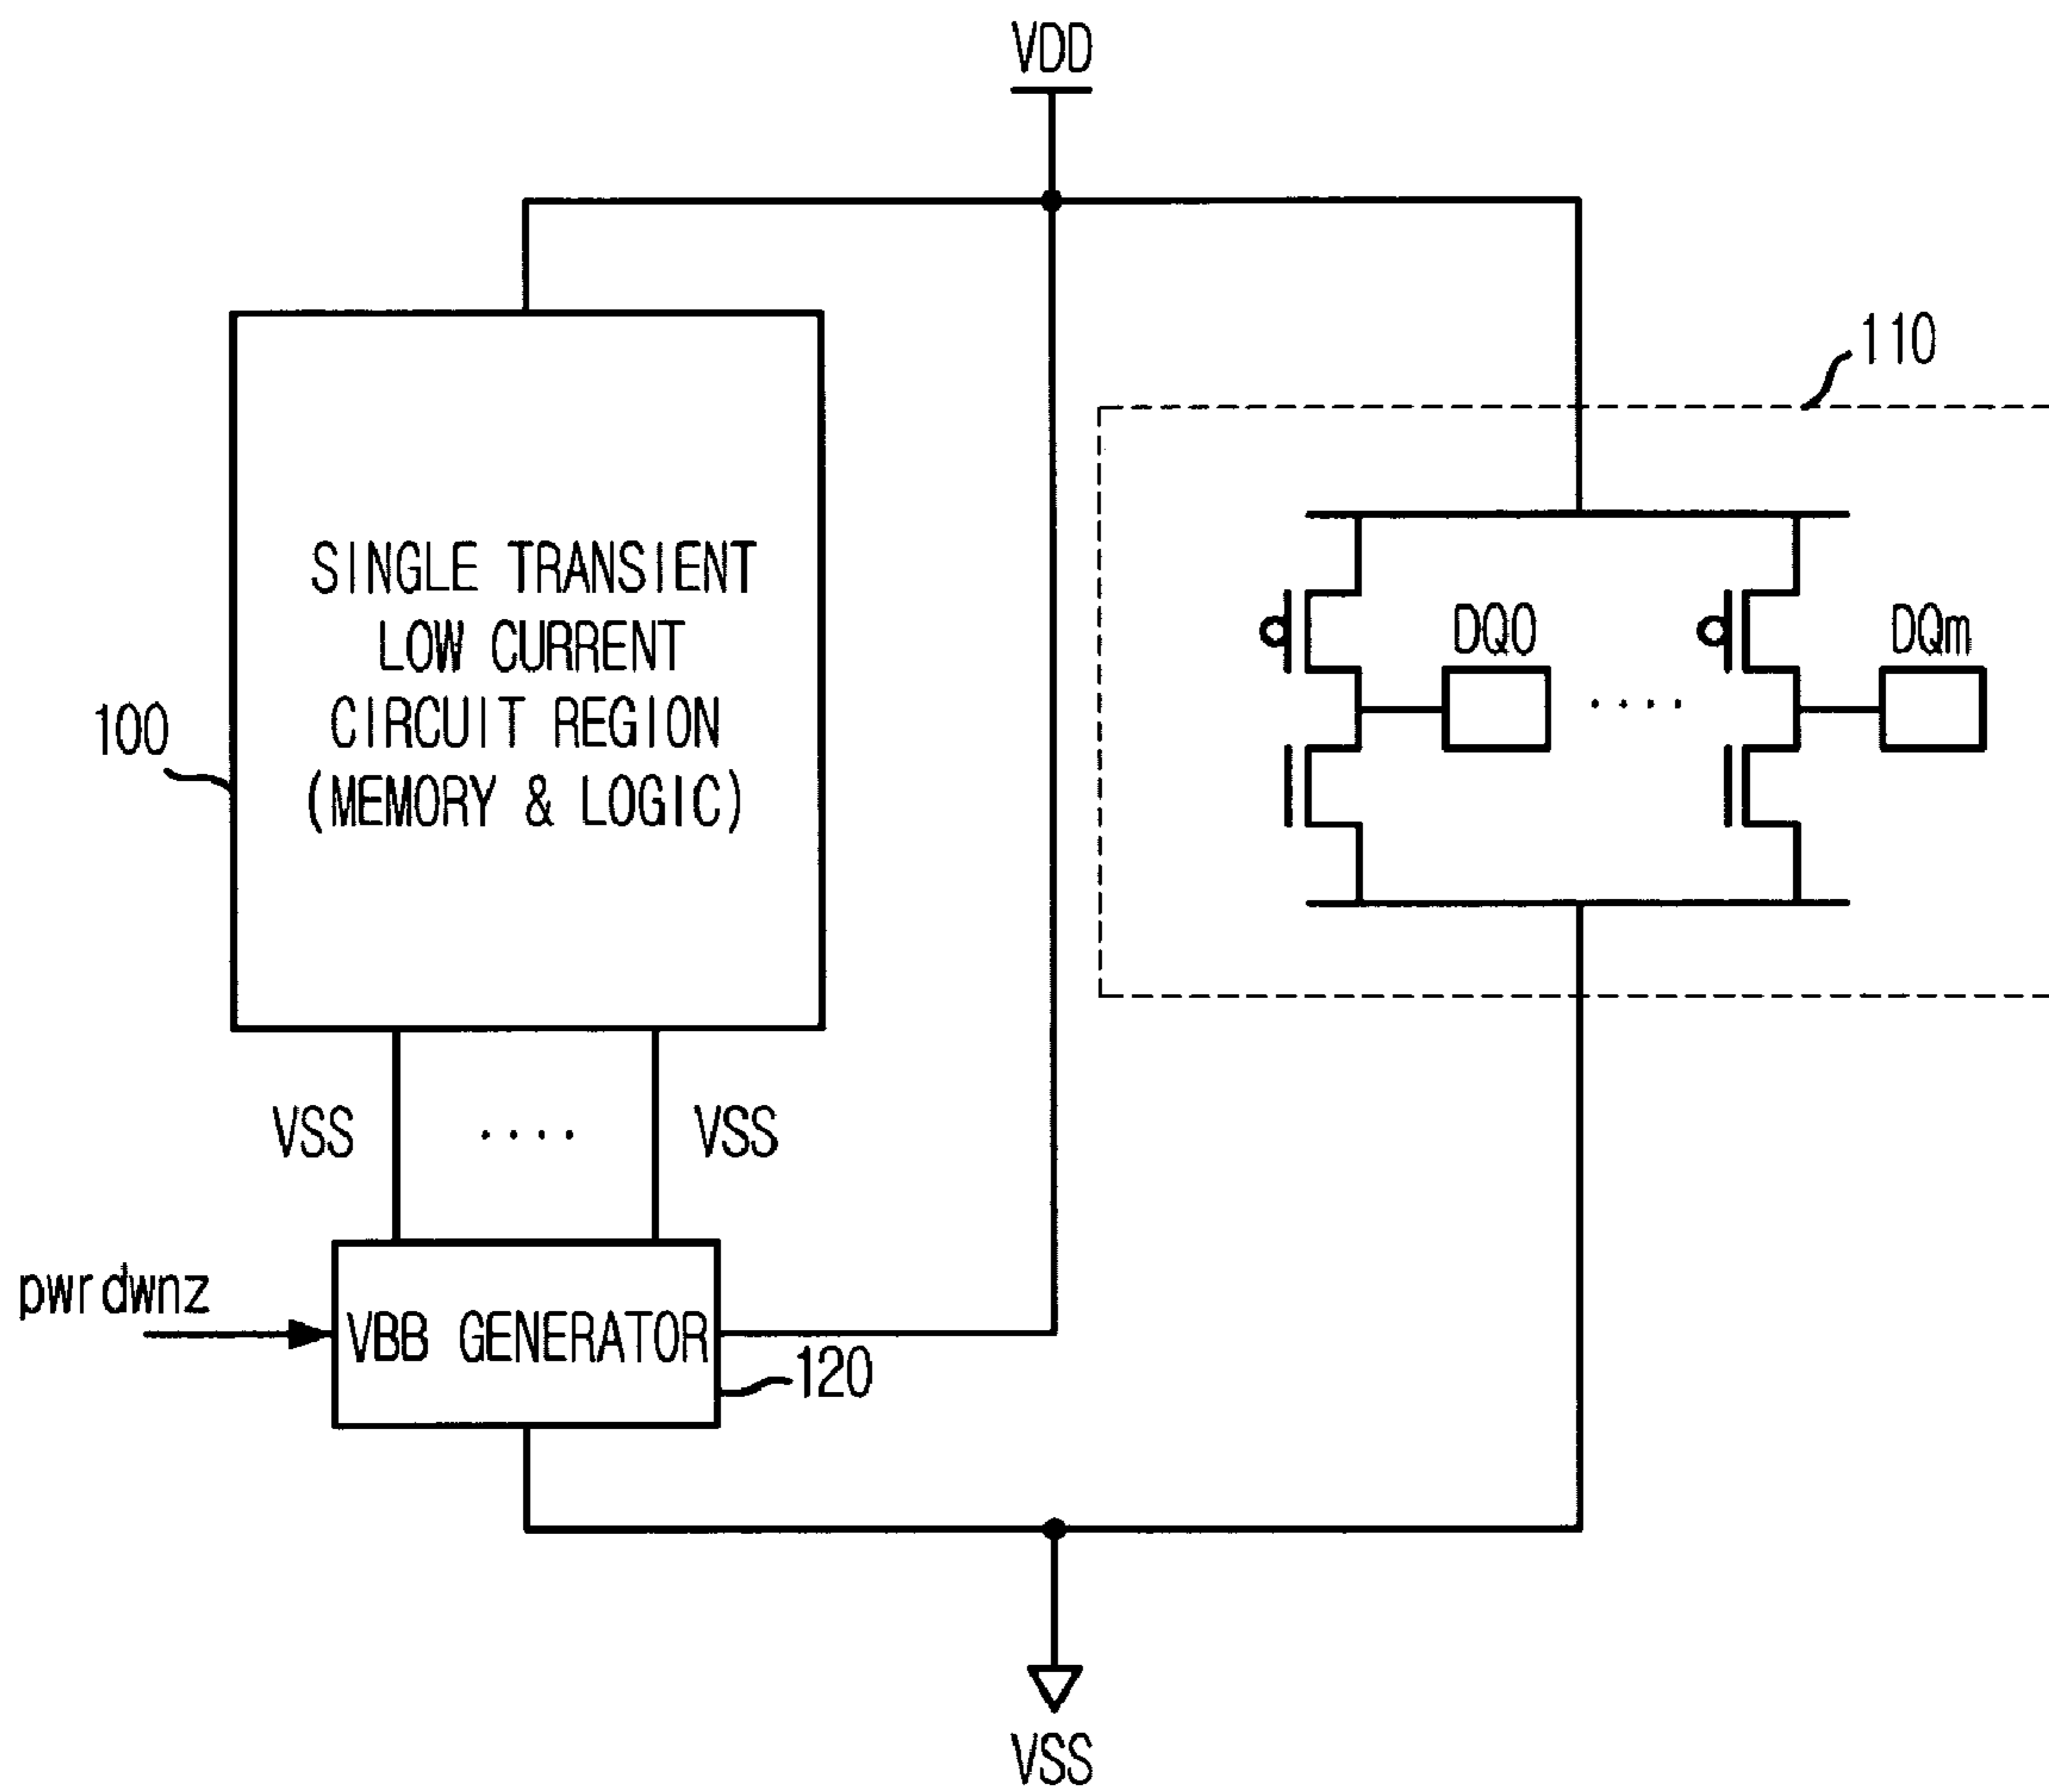 VDD
110
SINGLE TRANSIENT
LOW CURRENT
CIRCUIT REGION
(MEMORY & LOGIC)
100
DQ0
....
DQm
VSS
....
VSS
pwrdwnz
VBB GENERATOR
120
VSS